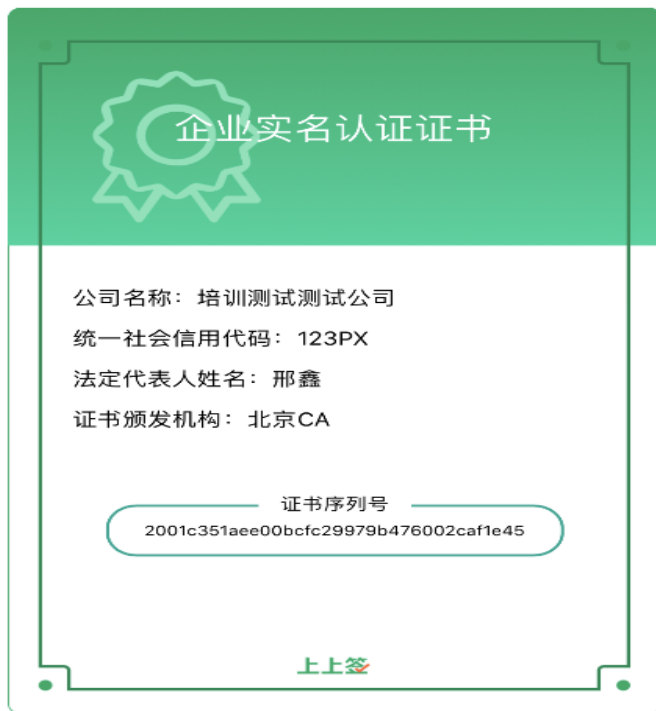 企业实名认证证书
公司名称：培训测试测试公司
统一社会信用代码：123PX
法定代表人姓名：邢鑫
证书颁发机构：北京CA
证书序列号
2001c351aee00bcfc29979b476002caf1e45
上上签